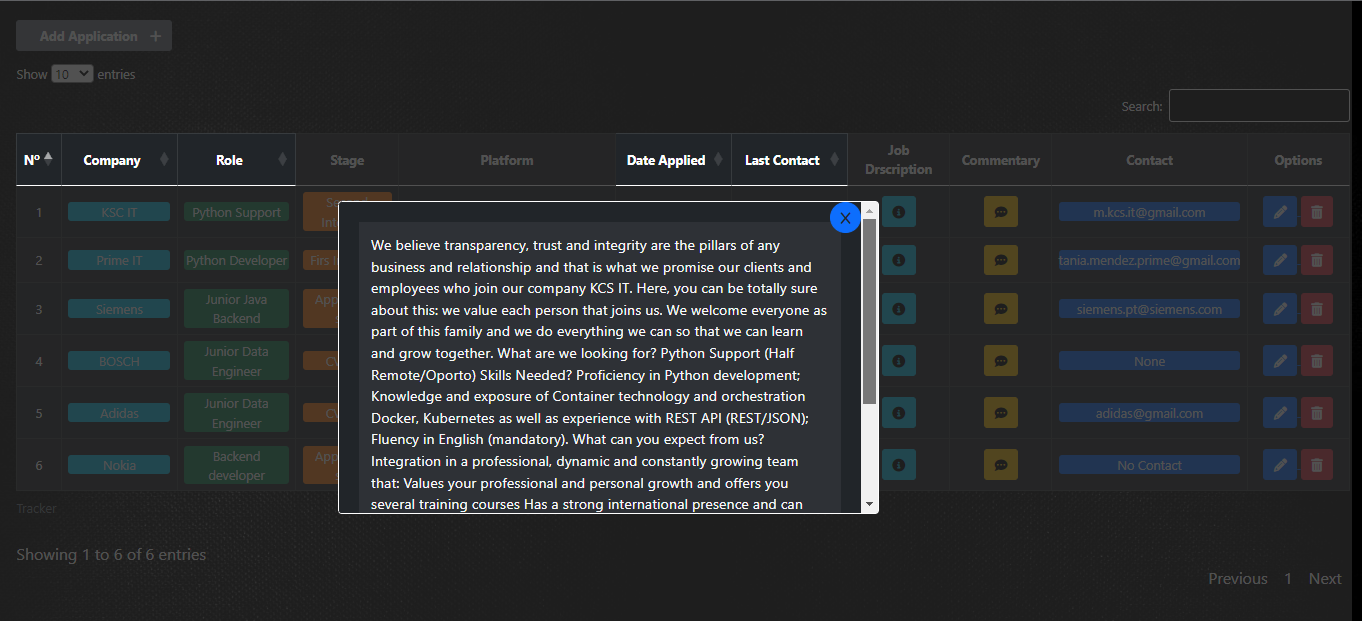 Add Application +
Show 10 entries
Search:
Nº Company Role Stage Platform Date Applied Last Contact Job Drscription Commentary Contact Options
1 KSC IT Python Support m.kcs.it@gmail.com
2 Prime IT Python Developer Firs tania.mendez.prime@gmail.com
3 Siemens Junior Java Backend App siemens.pt@siemens.com
4 BOSCH Junior Data Engineer None
5 Adidas Junior Data Engineer adidas@gmail.com
6 Nokia Backend developer App No Contact
X
We believe transparency, trust and integrity are the pillars of any
business and relationship and that is what we promise our clients and
employees who join our company KCS IT. Here, you can be totally sure
about this: we value each person that joins us. We welcome everyone as
part of this family and we do everything we can so that we can learn
and grow together. What are we looking for? Python Support (Half
Remote/Oporto) Skills Needed? Proficiency in Python development;
Knowledge and exposure of Container technology and orchestration
Docker, Kubernetes as well as experience with REST API (REST/JSON);
Fluency in English (mandatory). What can you expect from us?
Integration in a professional, dynamic and constantly growing team
that: Values your professional and personal growth and offers you
several training courses Has a strong international presence and can
Tracker
Showing 1 to 6 of 6 entries
Previous 1 Next